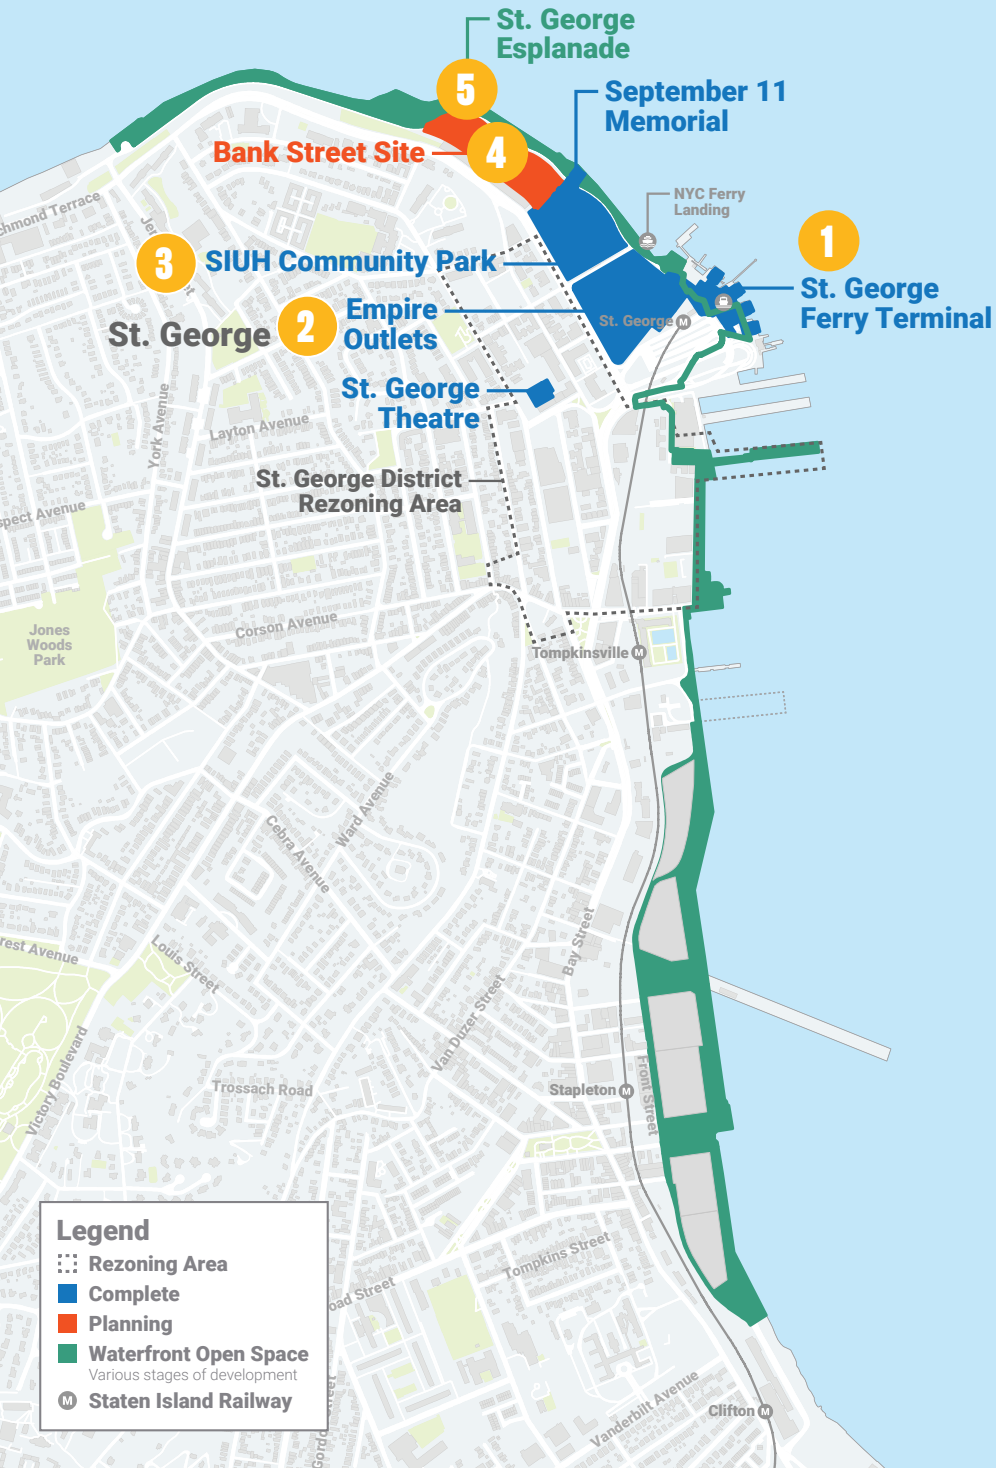 St. George
Esplanade
5
September 11
Memorial
Bank Street Site
4
NYC Ferry
Landing
1
3
SIUH Community Park
St. George
Ferry Terminal
Empire
Outlets
2
St. George
St. George
M
St. George
Theatre
York Avenue
Layton Avenue
St. George District
Rezoning Area
Corson Avenue
Jones
Woods
Park
Tompkinsville
M
Ward Avenue
Cebra Avenue
Louis Street
Bay Street
Van Duzer Street
Victory Boulevard
Trossach Road
Stapleton
M
Front Street
Tompkins Street
Vanderbilt Avenue
Clifton
M
Legend
Rezoning Area
Complete
Planning
Waterfront Open Space
Various stages of development
M
Staten Island Railway